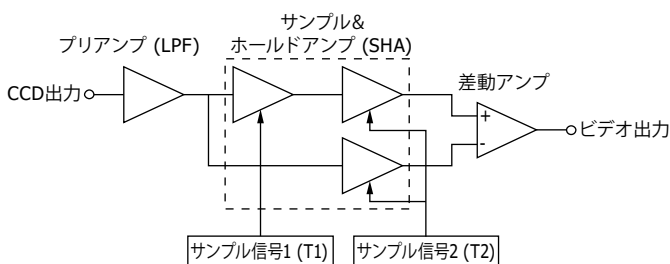 サンプル&
ホールドアンプ (SHA)
プリアンプ (LPF)
差動アンプ
CCD出力
+
-
ビデオ出力
サンプル信号1 (T1)
サンプル信号2 (T2)